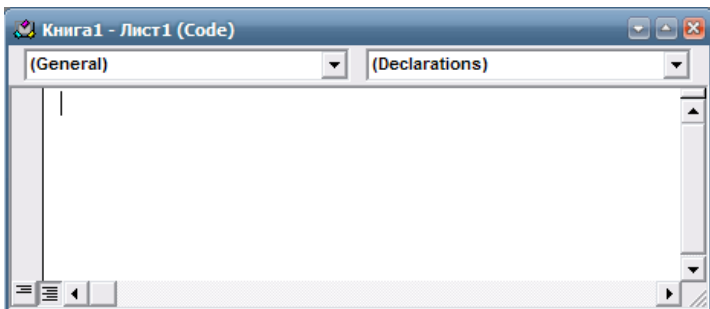 Книга1 - Лист1 (Code)
(General) (Declarations)